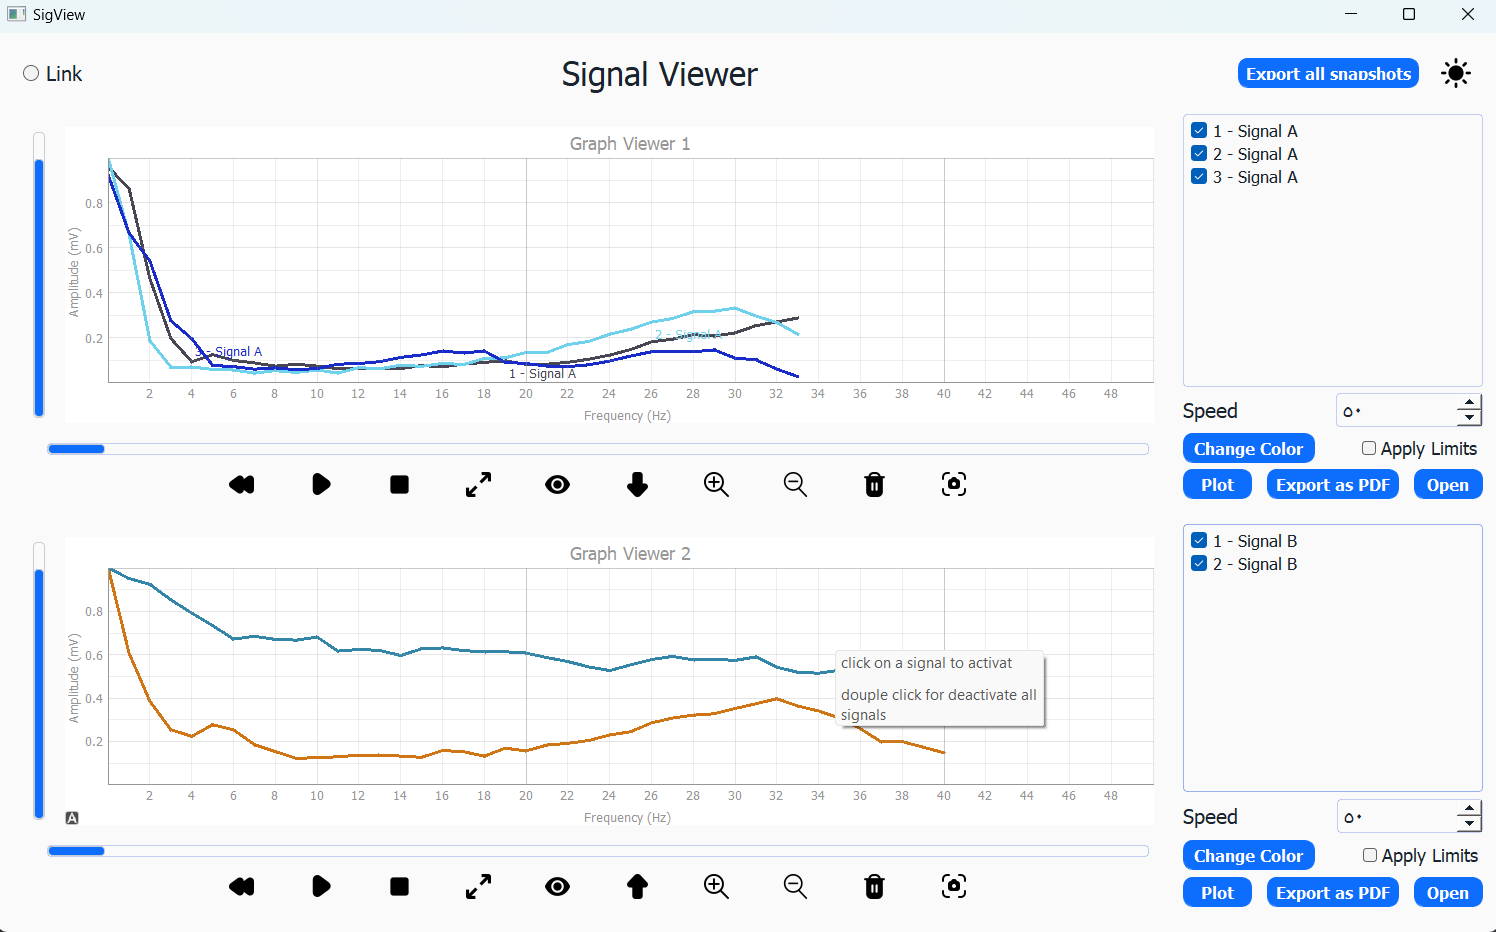 SigView
Link
Signal Viewer
Export all snapshots
Graph Viewer 1
Amplitude (mV)
0.8
0.6
0.4
0.2
3 - Signal A
2 - Signal A
1 - Signal A
2 4 6 8 10 12 14 16 18 20 22 24 26 28 30 32 34 36 38 40 42 44 46 48
Frequency (Hz)
1 - Signal A
2 - Signal A
3 - Signal A
Speed
٥٠
Change Color
Apply Limits
Plot
Export as PDF
Open
Graph Viewer 2
Amplitude (mV)
0.8
0.6
0.4
0.2
click on a signal to activat
douple click for deactivate all
signals
2 4 6 8 10 12 14 16 18 20 22 24 26 28 30 32 34 36 38 40 42 44 46 48
A
Frequency (Hz)
1 - Signal B
2 - Signal B
Speed
٥٠
Change Color
Apply Limits
Plot
Export as PDF
Open